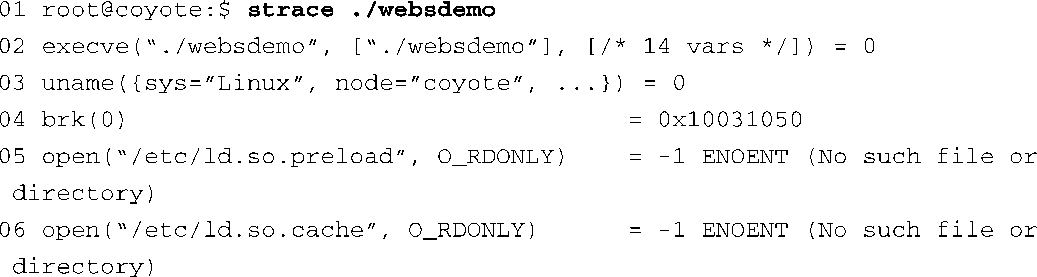 01 root@coyote:$ strace ./websdemo
02 execve(“./websdemo”, [“./websdemo”], [/* 14 vars */]) = 0
03 uname({sys=”Linux”, node=”coyote”, ...}) = 0
04 brk(0)                                  = 0x10031050
05 open(“/etc/ld.so.preload”, O_RDONLY)    = -1 ENOENT (No such file or
directory)
06 open(“/etc/ld.so.cache”, O_RDONLY)      = -1 ENOENT (No such file or
directory)